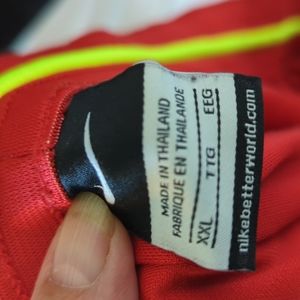 MADE IN THAILAND
FABRIQUE EN THAILANDE
XXL TTG EEG
nikebetterworld.com